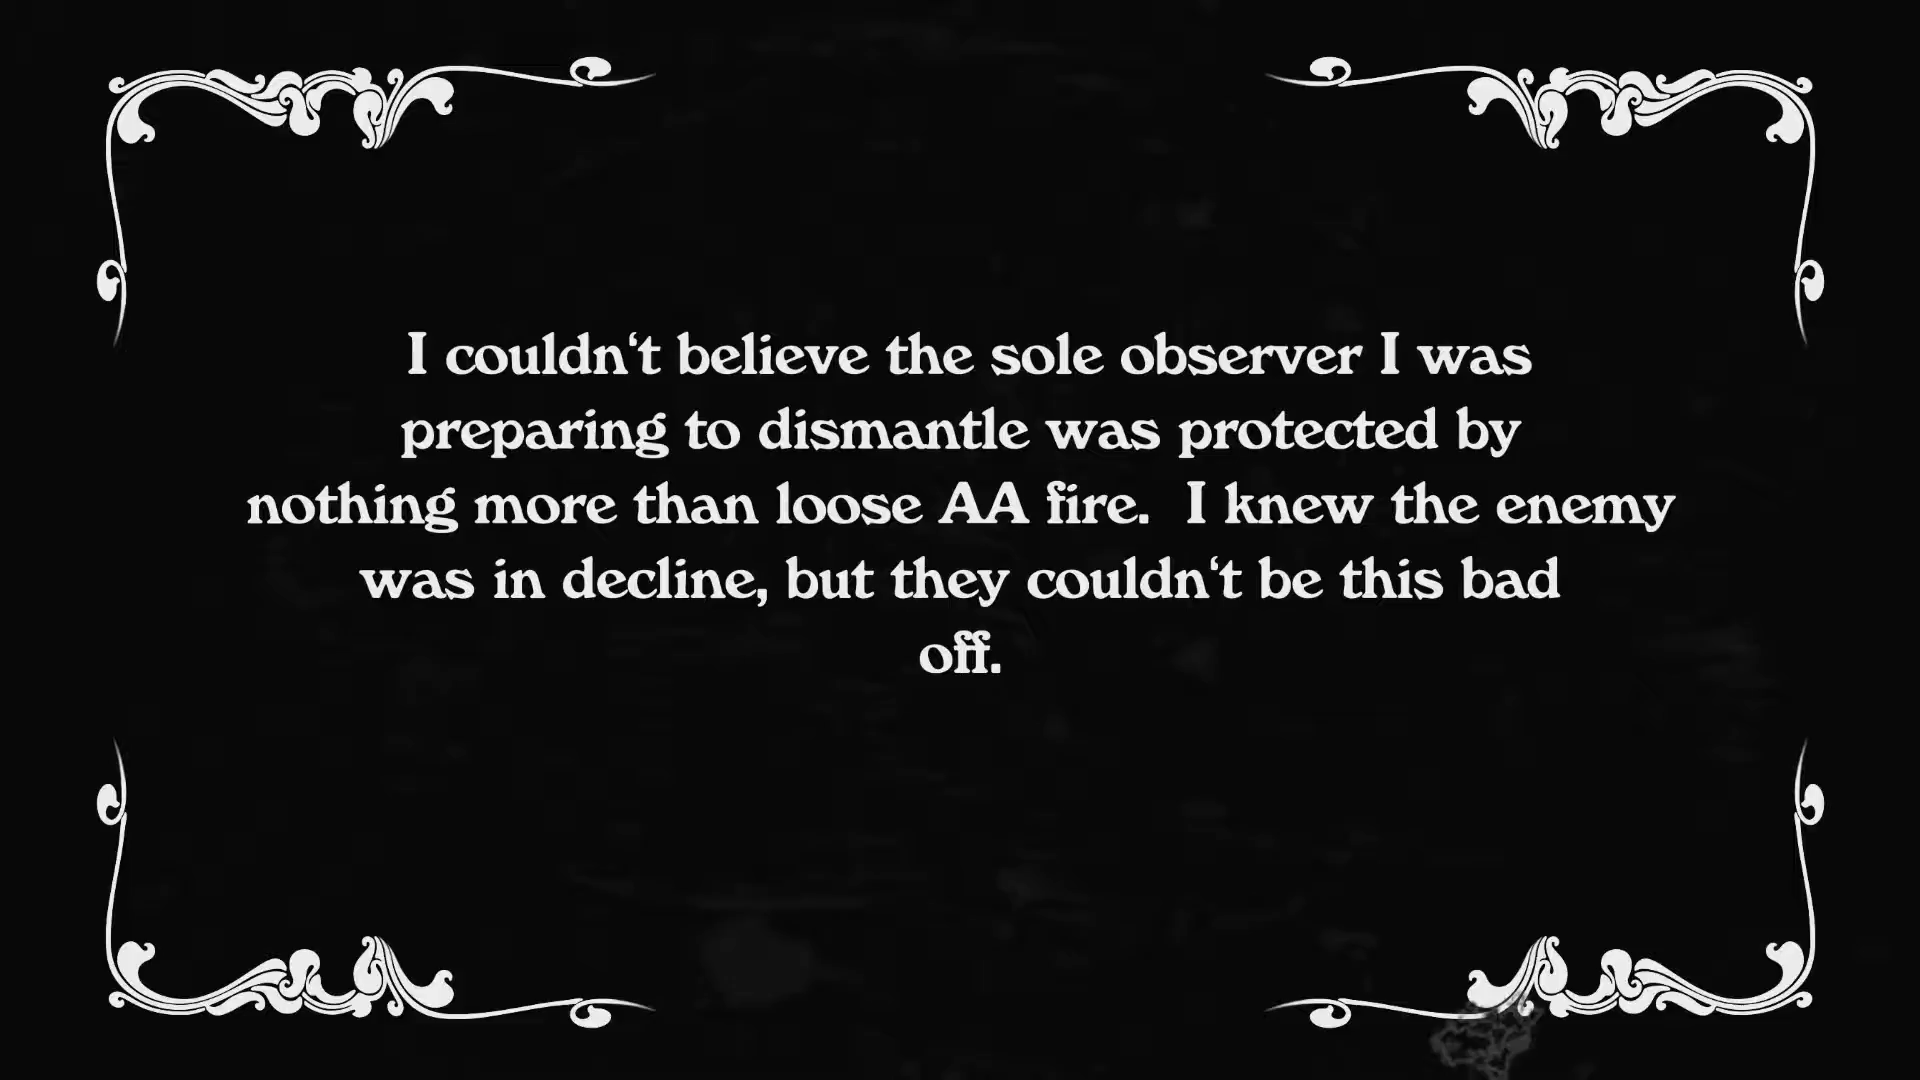 I couldn‘t believe the sole observer I was
preparing to dismantle was protected by
nothing more than loose AA fire.  I knew the enemy
was in decline, but they couldn‘t be this bad
off.